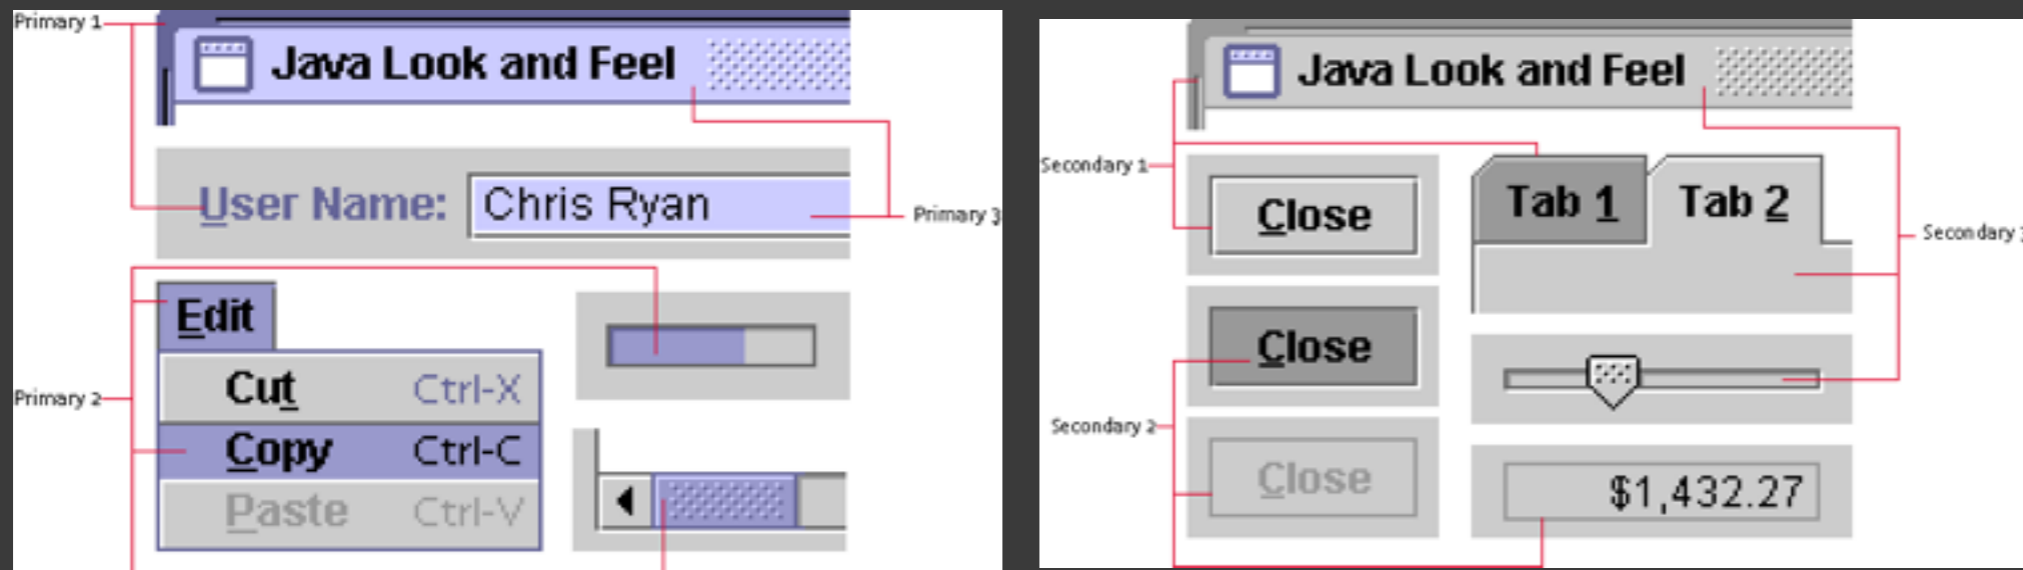 Primary 1
Java Look and Feel
User Name: Chris Ryan
Primary 3
Edit
Cut Ctrl-X
Primary 2
Copy Ctrl-C
Paste Ctrl-V
Java Look and Feel
Secondary 1
Close
Tab 1 Tab 2
Secondary
Close
Secondary 2
Close
$1,432.27